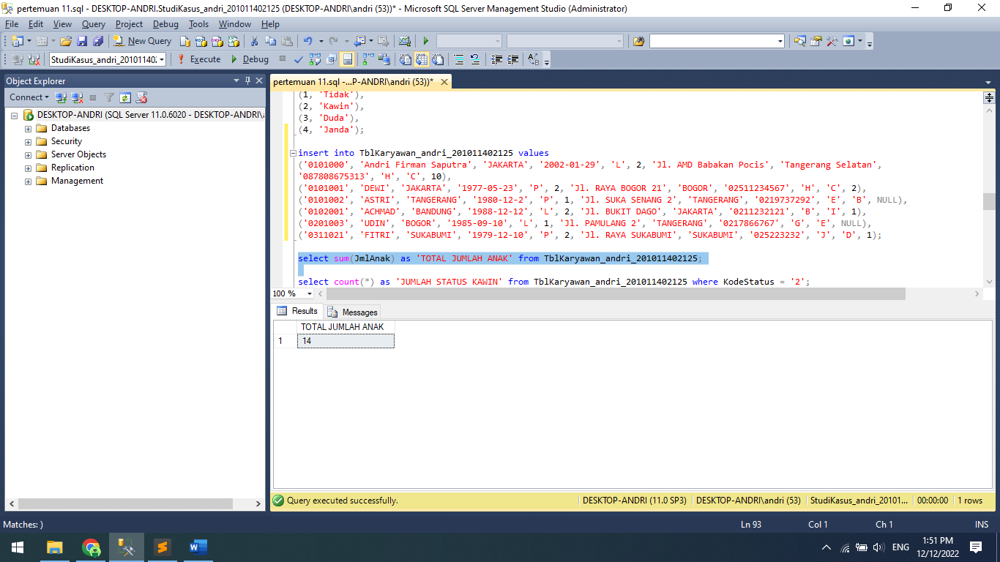 pertemuan 11.sql - DESKTOP-ANDRI.StudiKasus_andri_201011402125 (DESKTOP-ANDRI\andri (53))* - Microsoft SQL Server Management Studio (Administrator)
File Edit View Query Project Debug Tools Window Help
New Query
StudiKasus_andri_20101140 Execute Debug
Object Explorer
Connect
DESKTOP-ANDRI (SQL Server 11.0.6020 - DESKTOP-ANDRI\
Databases
Security
Server Objects
Replication
Management
pertemuan 11.sql -...P-ANDRI\andri (53))*
(1, 'Tidak'),
(2, 'Kawin'),
(3, 'Duda'),
(4, 'Janda');
insert into TblKaryawan_andri_201011402125 values
('0101000', 'Andri Firman Saputra', 'JAKARTA', '2002-01-29', 'L', 2, 'Jl. AMD Babakan Pocis', 'Tangerang Selatan',
'087808675313', 'H', 'C', 10),
('0101001', 'DEWI', 'JAKARTA', '1977-05-23', 'P', 2, 'Jl. RAYA BOGOR 21', 'BOGOR', '02511234567', 'H', 'C', 2),
('0101002', 'ASTRI', 'TANGERANG', '1980-12-2', 'P', 1, 'Jl. SUKA SENANG 2', 'TANGERANG', '0219737292', 'E', 'B', NULL),
('0102001', 'ACHMAD', 'BANDUNG', '1988-12-12', 'L', 2, 'Jl. BUKIT DAGO', 'JAKARTA', '0211232121', 'B', 'I', 1),
('0201003', 'UDIN', 'BOGOR', '1985-09-10', 'L', 1, 'Jl. PAMULANG 2', 'TANGERANG', '0217866767', 'G', 'E', NULL),
('0311021', 'FITRI', 'SUKABUMI', '1979-12-10', 'P', 2, 'Jl. RAYA SUKABUMI', 'SUKABUMI', '025223232', 'J', 'D', 1);
select sum(JmlAnak) as 'TOTAL JUMLAH ANAK' from TblKaryawan_andri_201011402125;
select count(*) as 'JUMLAH STATUS KAWIN' from TblKaryawan_andri_201011402125 where KodeStatus = '2';
100 %
Results Messages
TOTAL JUMLAH ANAK
1 14
Query executed successfully. DESKTOP-ANDRI (11.0 SP3) DESKTOP-ANDRI\andri (53) StudiKasus_andri_20101... 00:00:00 1 rows
Matches: ) Ln 93 Col 1 Ch 1 INS
ENG
1:51 PM
12/12/2022